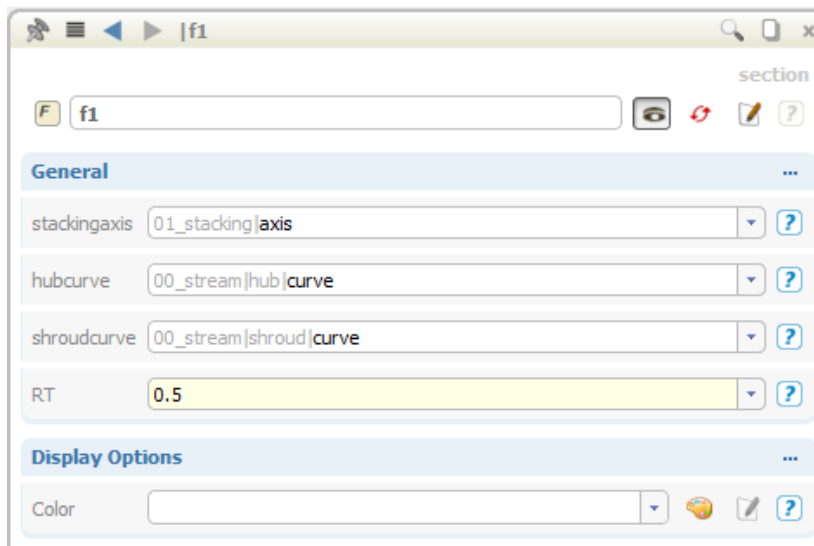 |f1
x
section
F f1 ?
General ...
stackingaxis 01_stacking|axis ?
hubcurve 00_stream|hub|curve ?
shroudcurve 00_stream|shroud|curve ?
RT 0.5 ?
Display Options ...
Color ?